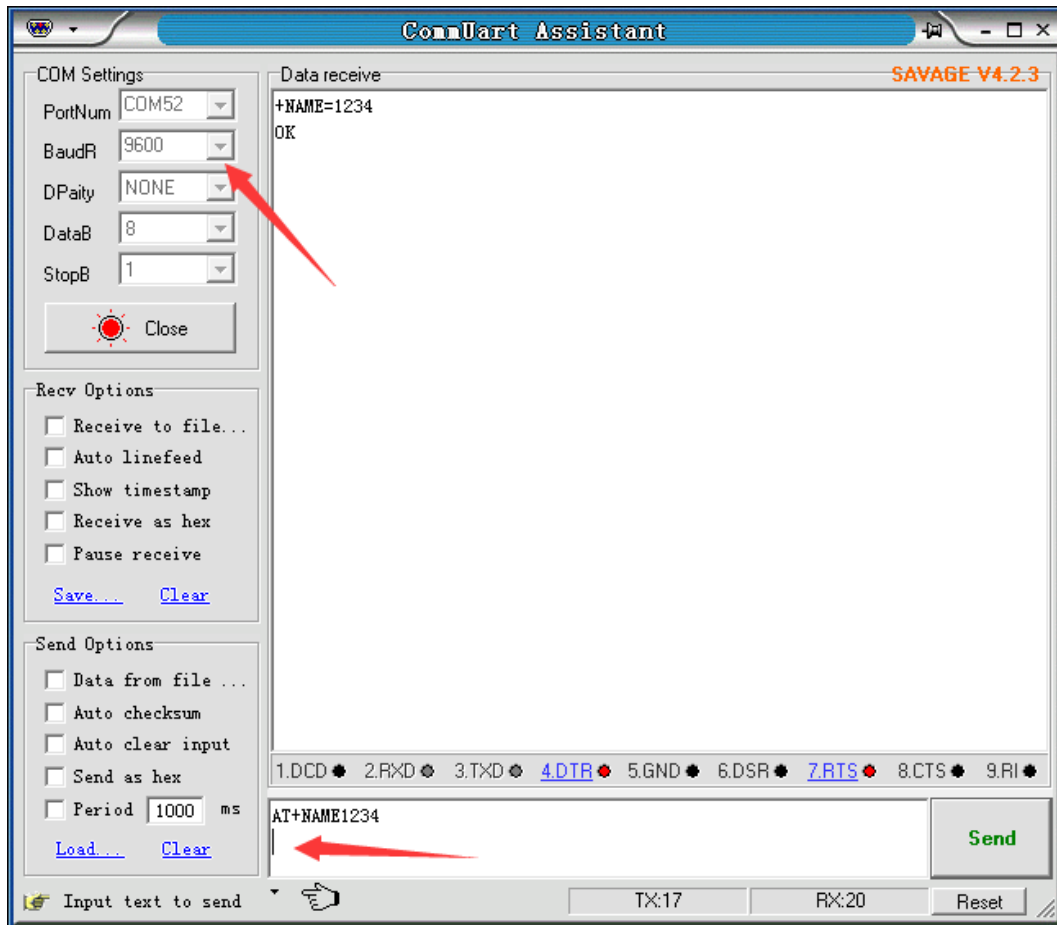 CommUart Assistant
COM Settings
PortNum COM52
BaudR 9600
DPaity NONE
DataB 8
StopB 1
Close
Recv Options
Receive to file...
Auto linefeed
Show timestamp
Receive as hex
Pause receive
Save... Clear
Send Options
Data from file ...
Auto checksum
Auto clear input
Send as hex
Period 1000 ms
Load... Clear
Data receive SAVAGE V4.2.3
+NAME=1234
OK
1.DCD 2.RXD 3.TXD 4.DTR 5.GND 6.DSR 7.RTS 8.CTS 9.RI
AT+NAME1234
Send
Input text to send TX:17 RX:20 Reset